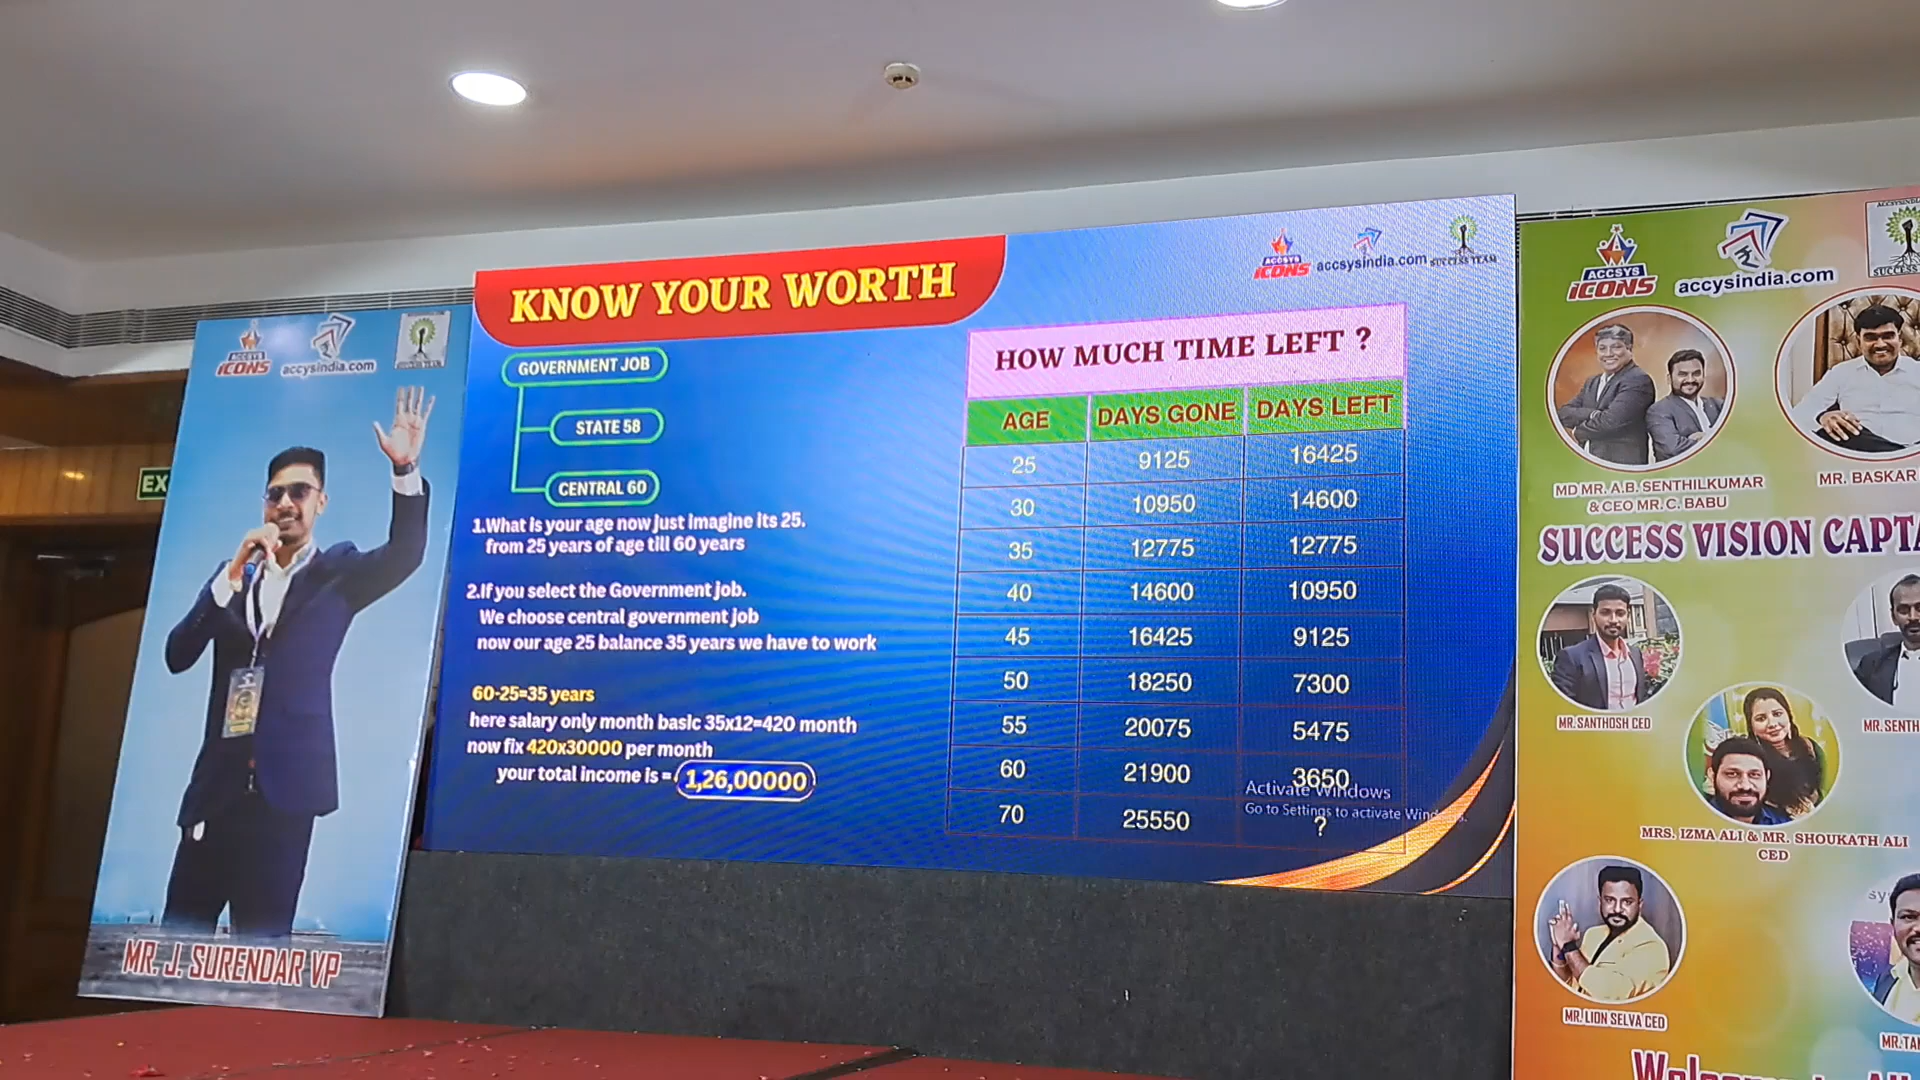 EX
ACCSYS
iCONS
accysindia.com
MR. J. SURENDAR VP
KNOW YOUR WORTH
ACCSYS
iCONS
accsysindia.com
SUCCESS TEAM
GOVERNMENT JOB
STATE 58
CENTRAL 60
1.What is your age now just imagine its 25.
from 25 years of age till 60 years
2.If you select the Government job.
We choose central government job
now our age 25 balance 35 years we have to work
60-25=35 years
here salary only month basic 35x12=420 month
now fix 420x30000 per month
your total income is = 1,26,00000
HOW MUCH TIME LEFT ?
AGE DAYS GONE DAYS LEFT
25 9125 16425
30 10950 14600
35 12775 12775
40 14600 10950
45 16425 9125
50 18250 7300
55 20075 5475
60 21900 3650
70 25550 ?
Activate Windows
Go to Settings to activate Windows.
ACCSYS
iCONS
accysindia.com
SUCCESS
MD MR. A.B. SENTHILKUMAR
& CEO MR. C. BABU
MR. BASKAR
SUCCESS VISION CAPTA
MR. SANTHOSH CEO
MR. SENTH
MRS. IZMA ALI & MR. SHOUKATH ALI
CED
MR. LION SELVA CEO
MR. TA